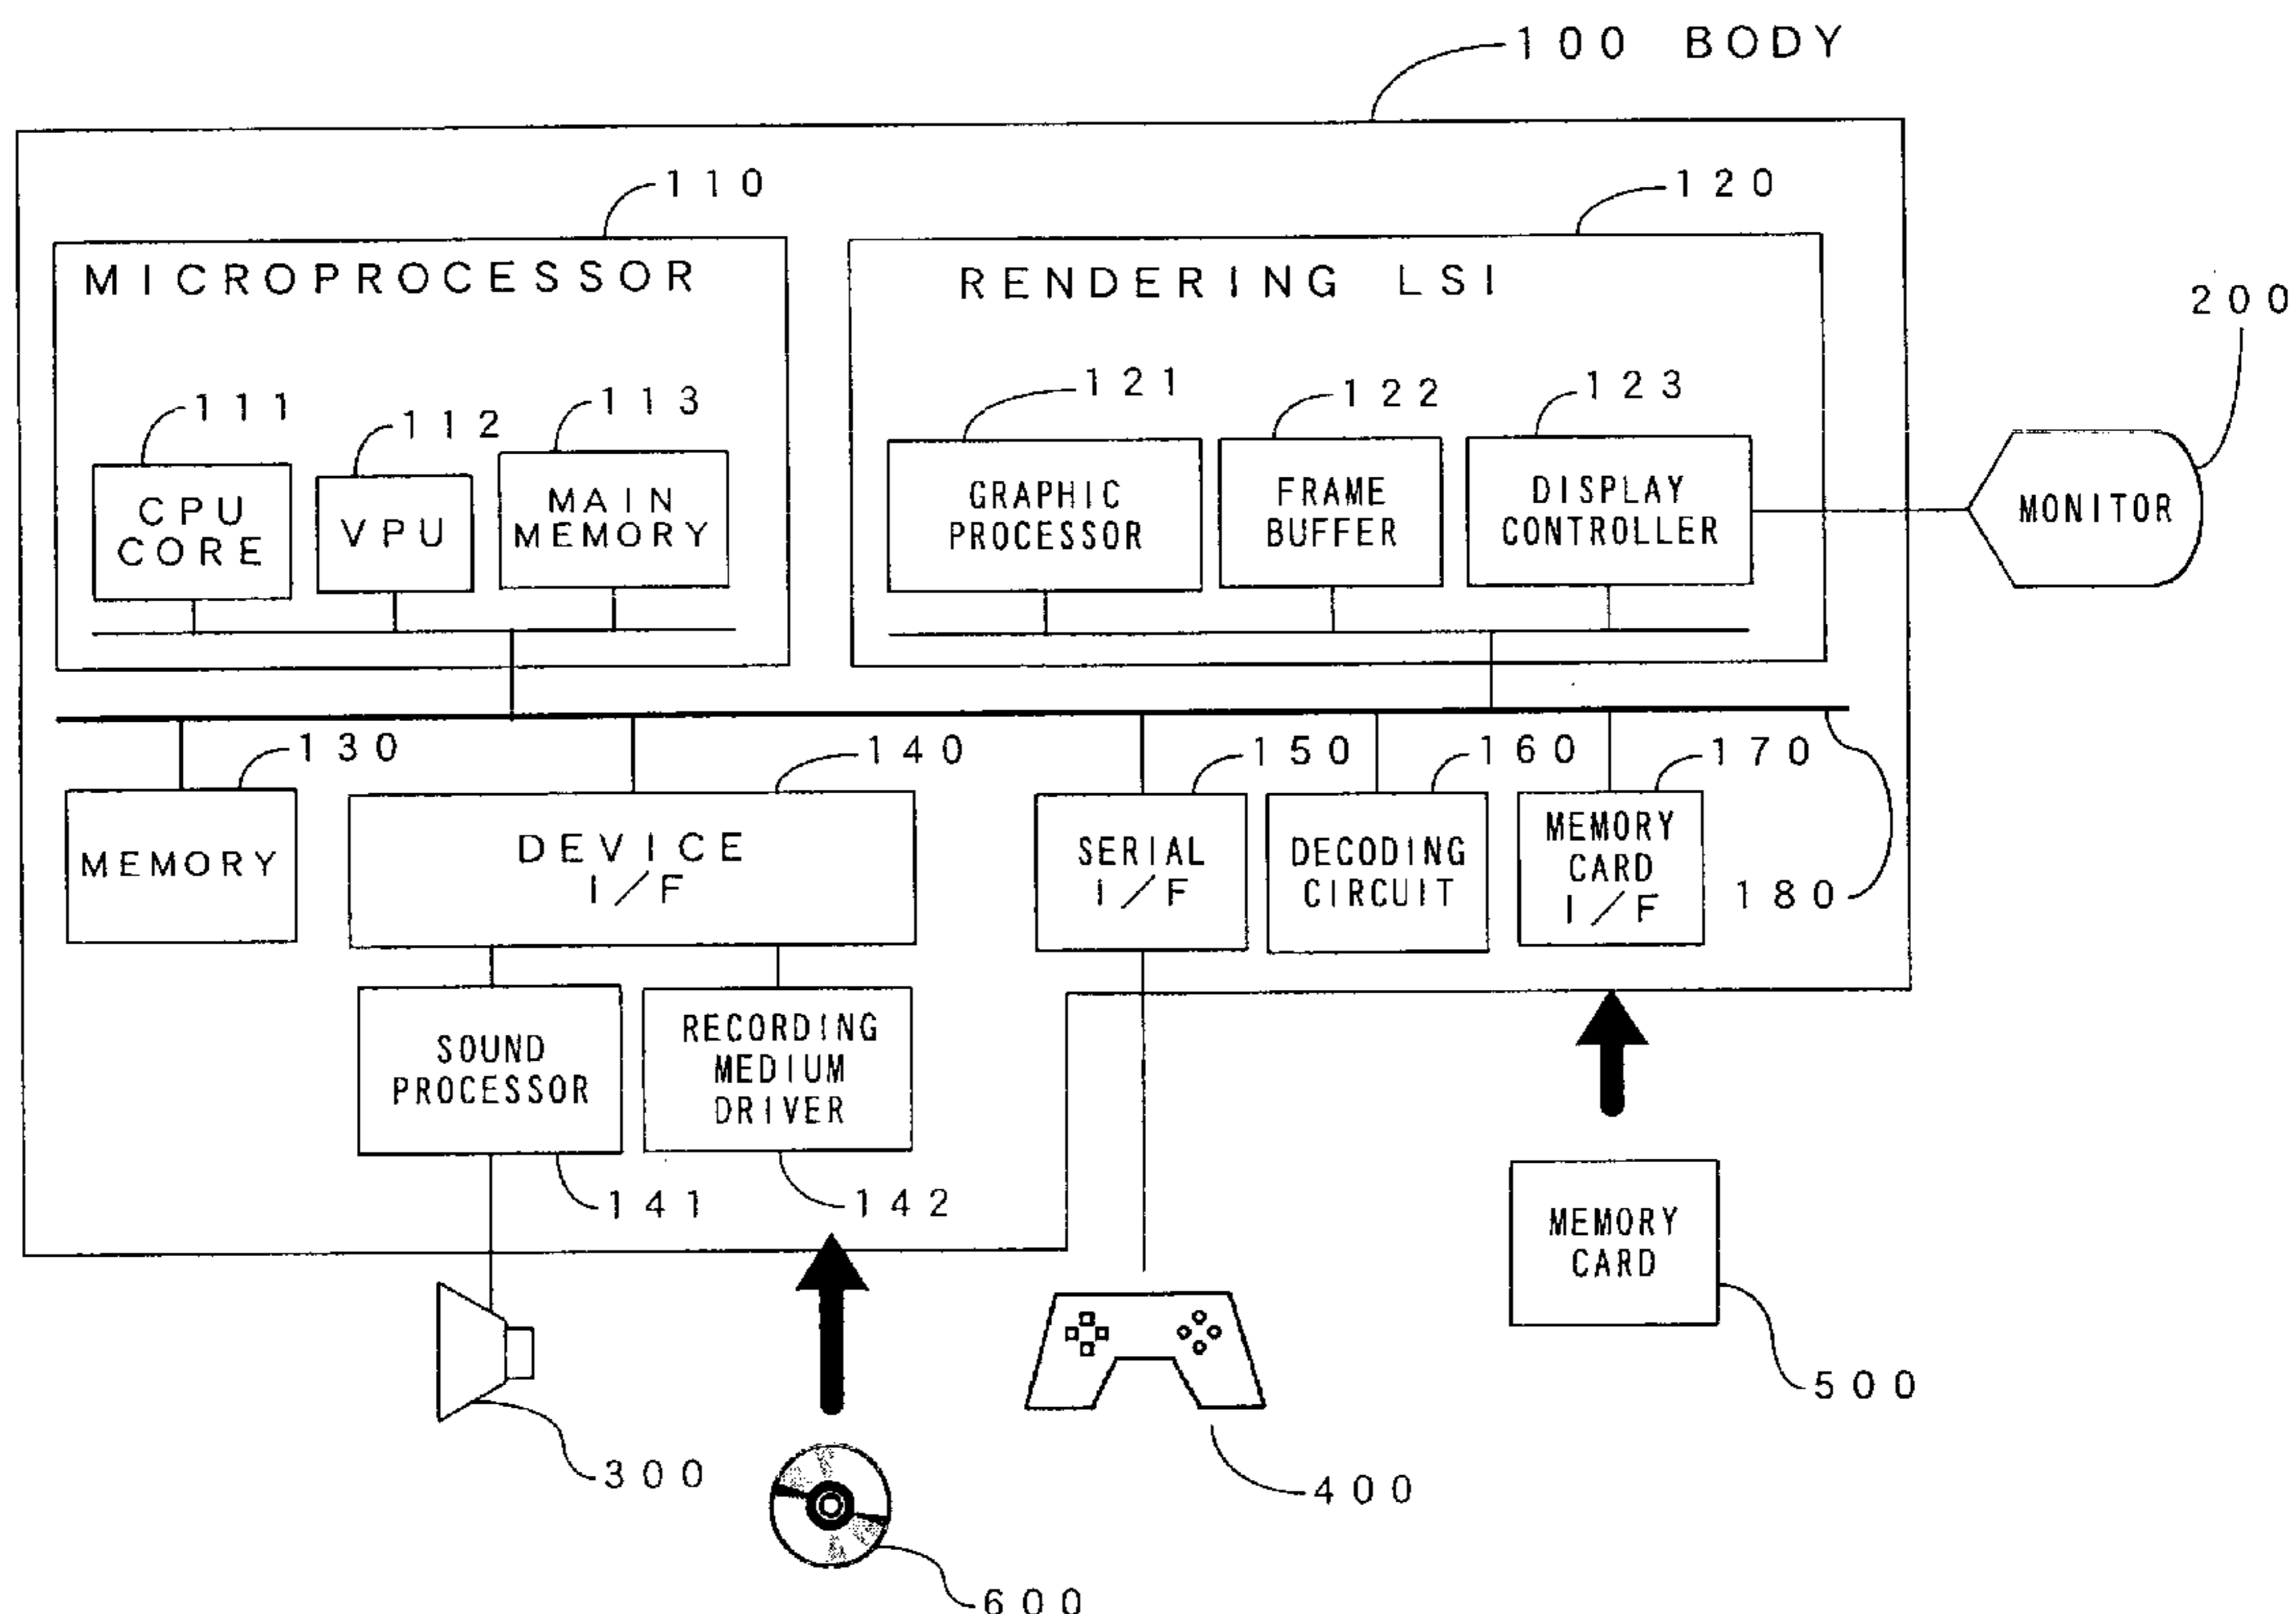 100 BODY
110
120
MICROPROCESSOR
RENDERING LSI
200
111
112
113
121
122
123
CPU
CORE
VPU
MAIN
MEMORY
GRAPHIC
PROCESSOR
FRAME
BUFFER
DISPLAY
CONTROLLER
MONITOR
130
140
150
160
170
MEMORY
DEVICE
I/F
SERIAL
I/F
DECODING
CIRCUIT
MEMORY
CARD
I/F
180
SOUND
PROCESSOR
RECORDING
MEDIUM
DRIVER
141
142
MEMORY
CARD
500
300
400
600